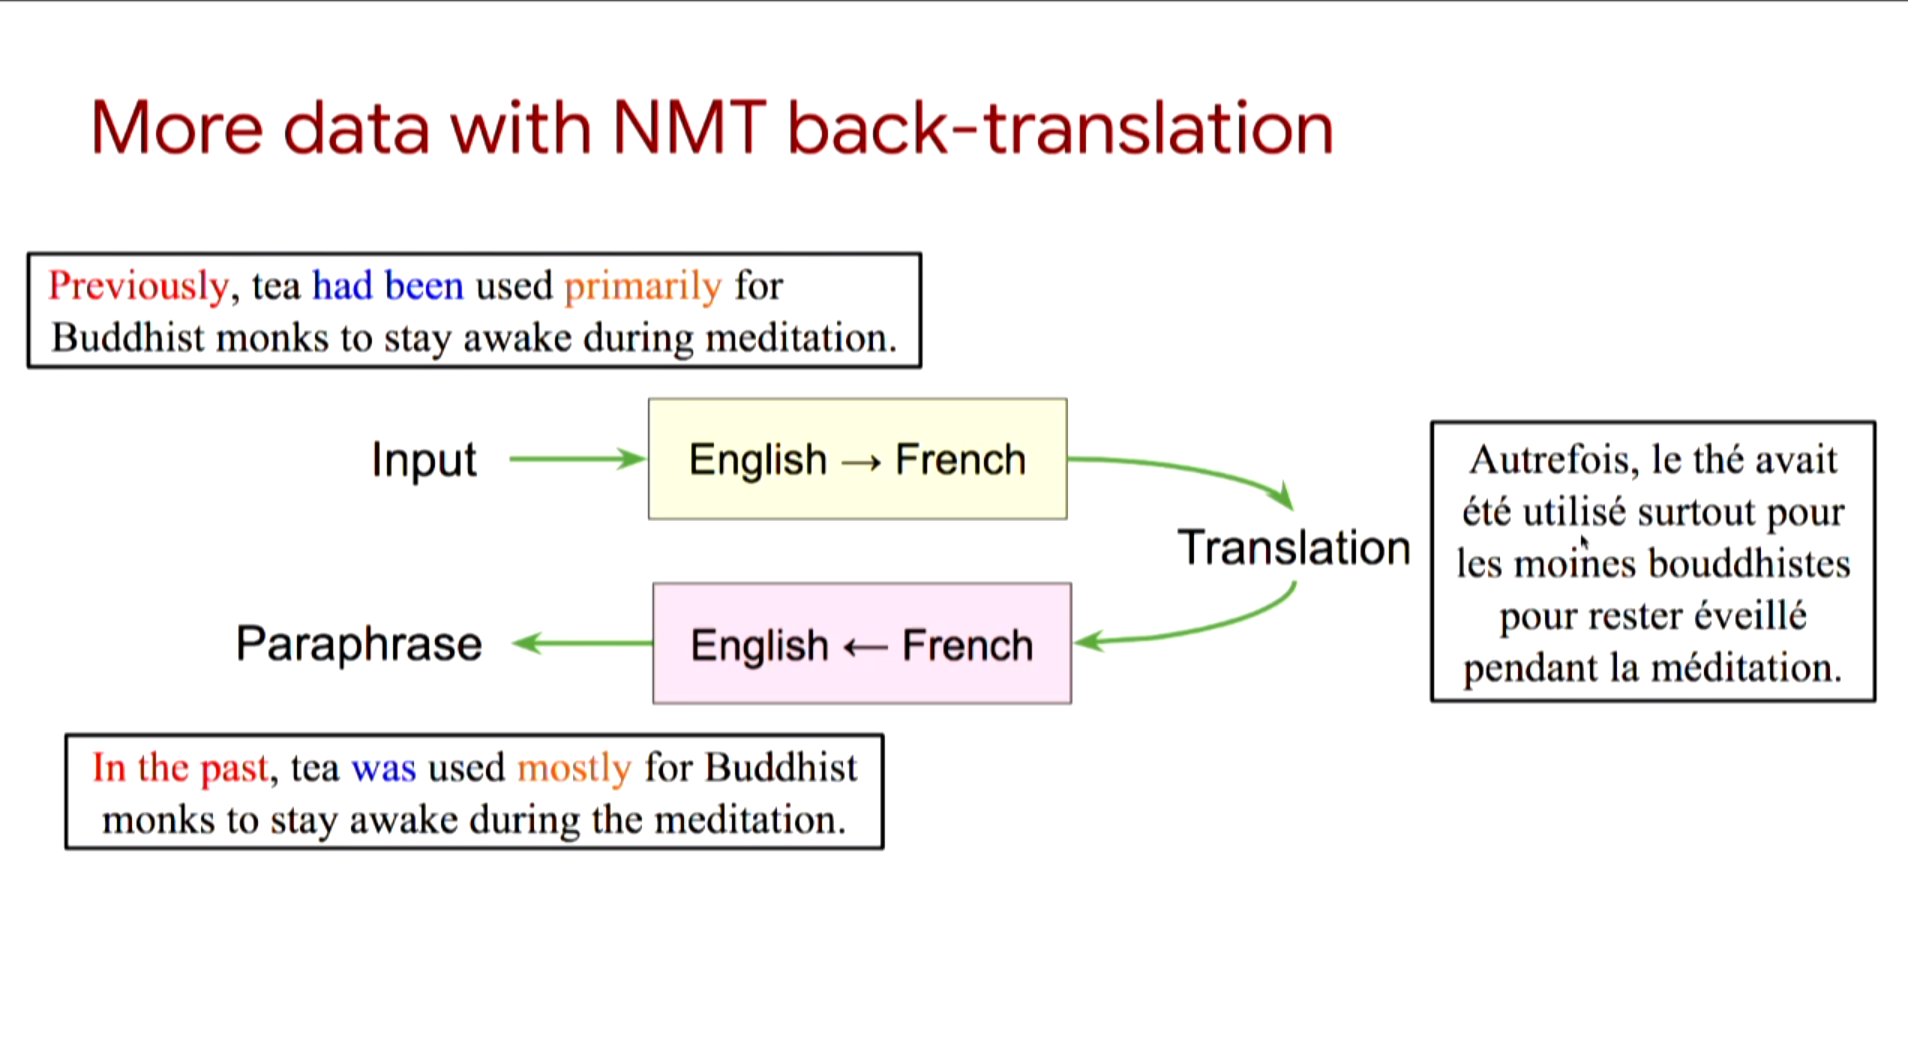 More data with NMT back-translation
Previously, tea had been used primarily for
Buddhist monks to stay awake during meditation.
Input
English → French
Translation
Autrefois, le thé avait
été utilisé surtout pour
les moines bouddhistes
pour rester éveillé
pendant la méditation.
English ← French
Paraphrase
In the past, tea was used mostly for Buddhist
monks to stay awake during the meditation.